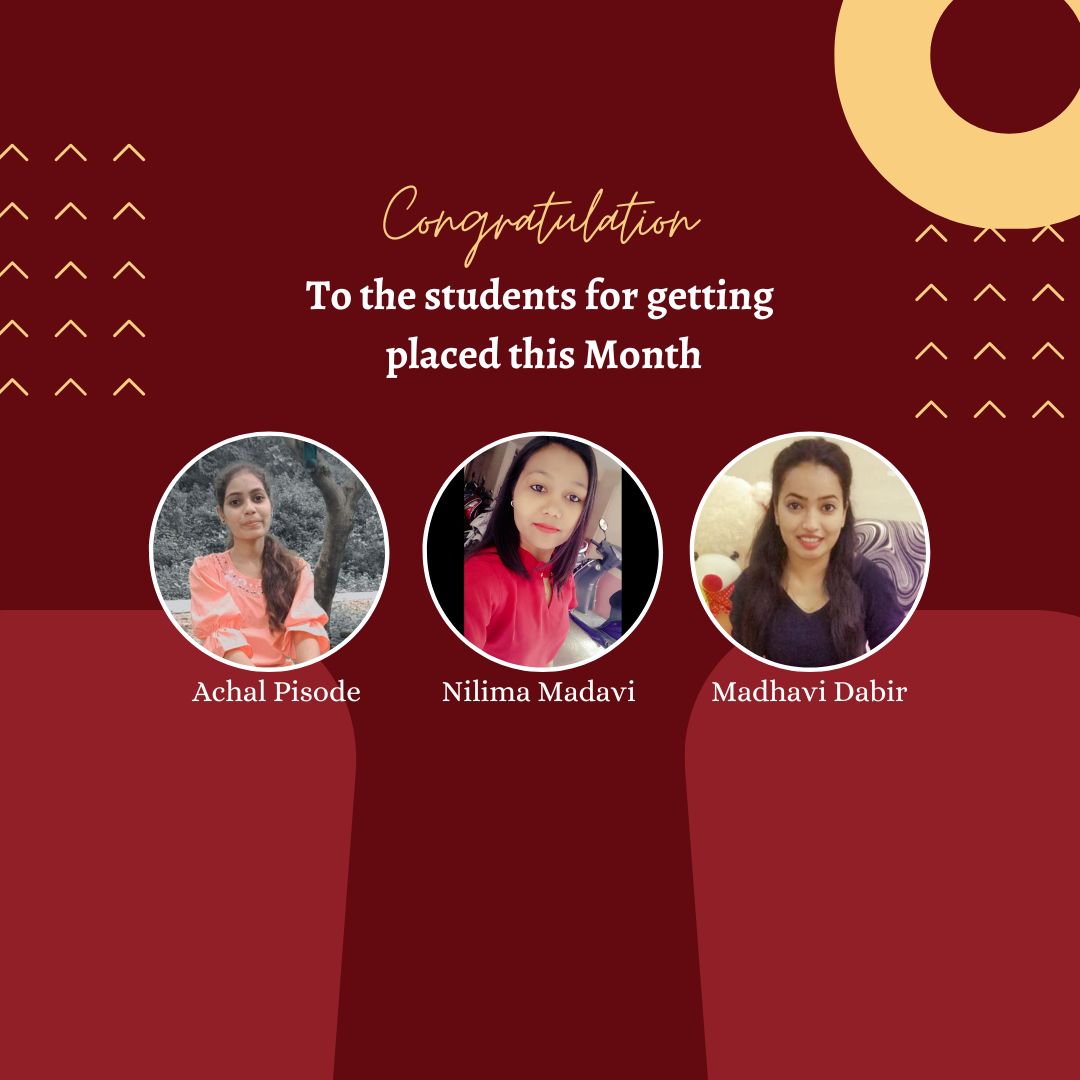 Congratulation
To the students for getting
placed this Month
Achal Pisode
Nilima Madavi
Madhavi Dabir